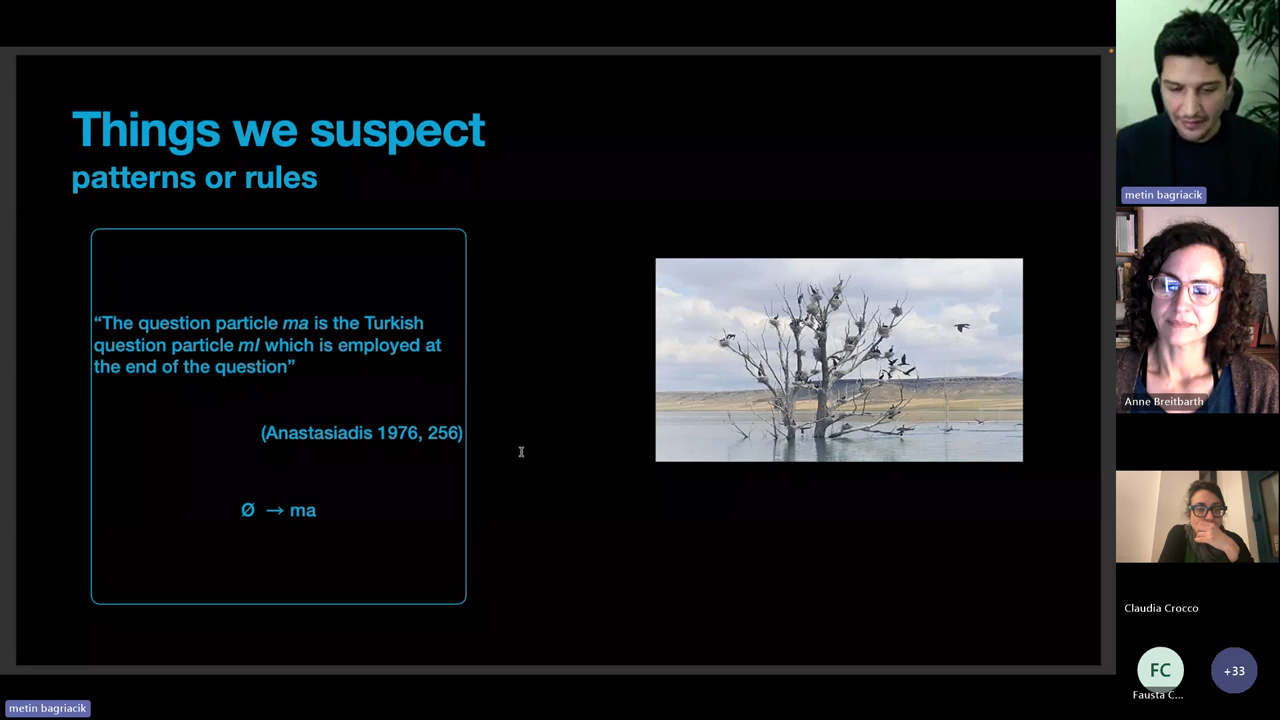 Things we suspect
patterns or rules
“The question particle ma is the Turkish
question particle mI which is employed at
the end of the question”
(Anastasiadis 1976, 256)
Ø → ma
metin bagriacik
Anne Breitbarth
Claudia Crocco
FC
+33
Fausta C...
metin bagriacik